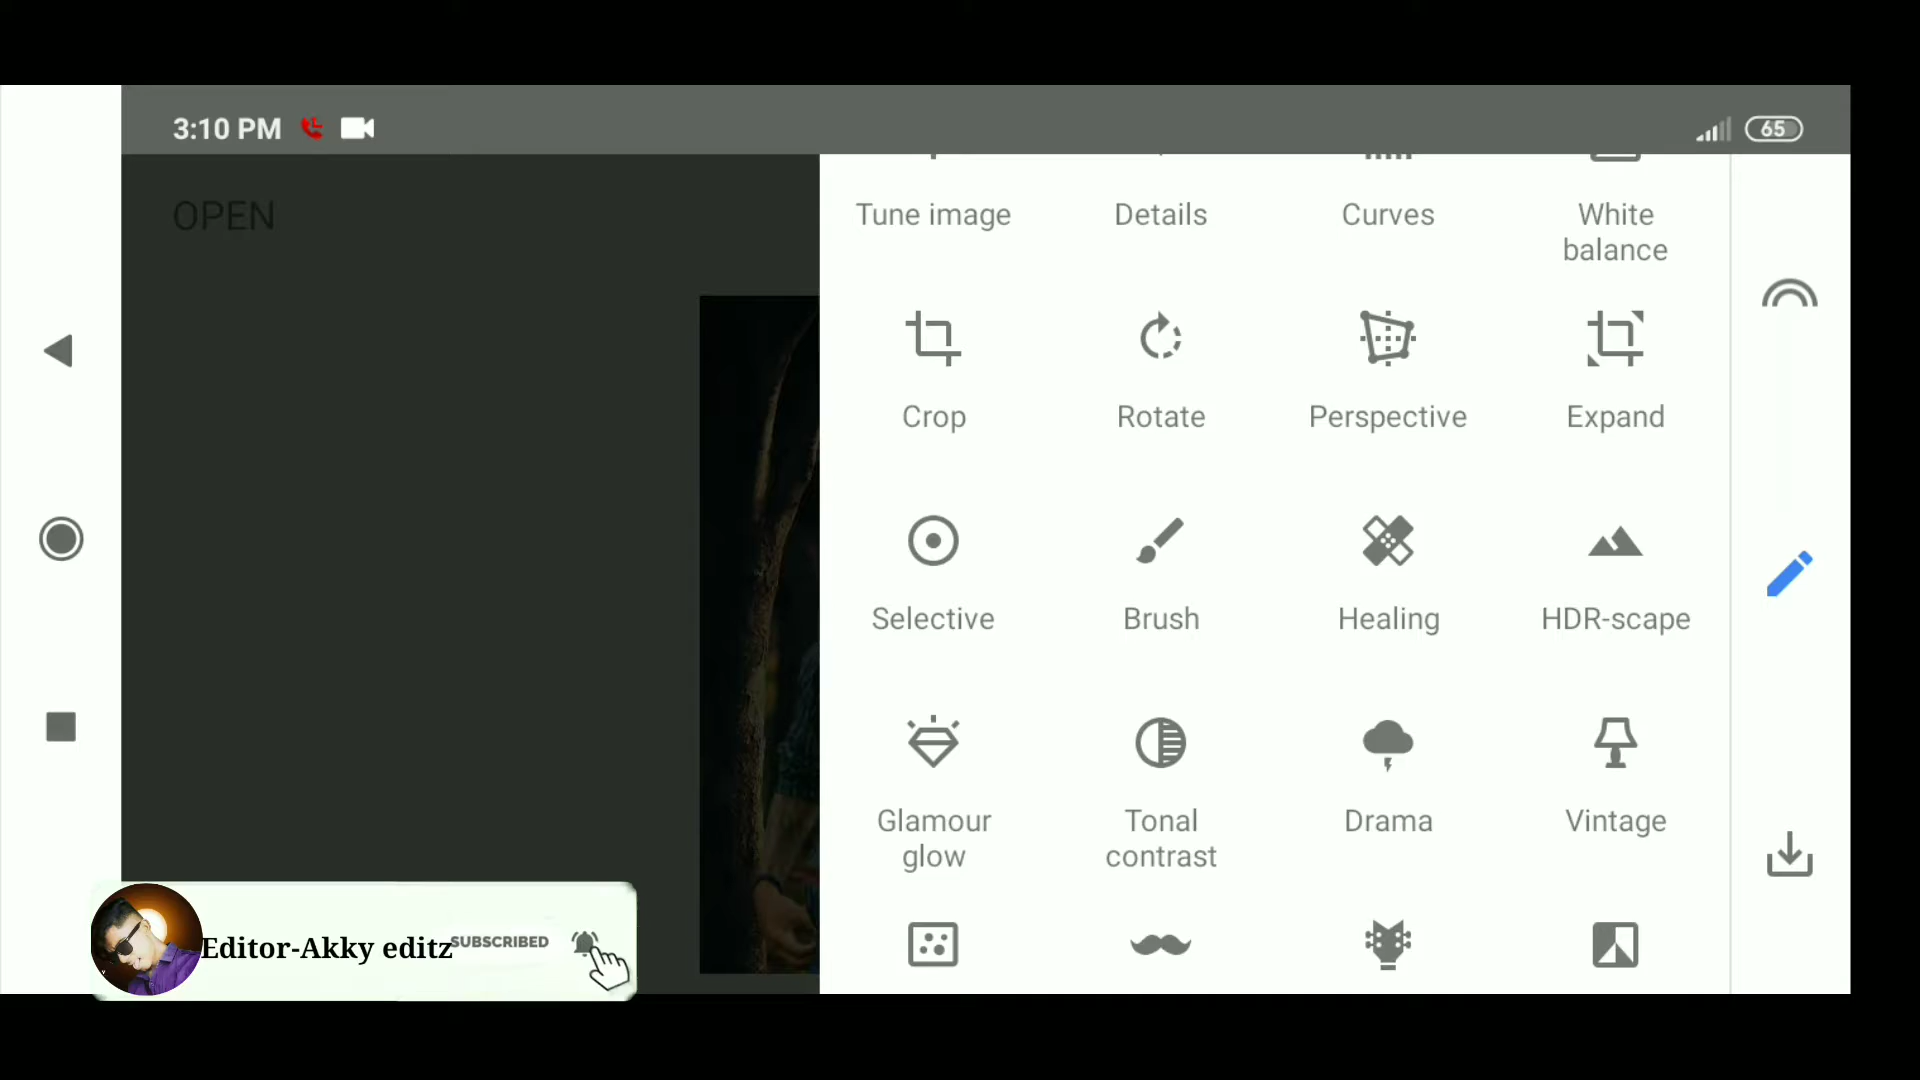 3:10 PM
65
OPEN
Tune image
Details
Curves
White
balance
Crop
Rotate
Perspective
Expand
Selective
Brush
Healing
HDR-scape
Glamour
glow
Tonal
contrast
Drama
Vintage
Editor-Akky editz
SUBSCRIBED